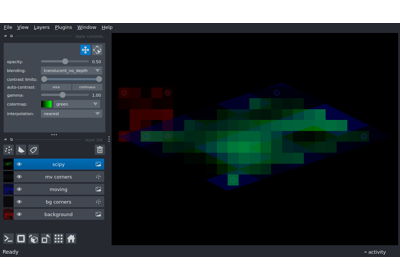 File View Layers Plugins Window Help
opacity: 0.50
blending: translucent_no_depth
contrast limits:
auto-contrast: once continuous
gamma: 1.00
colormap: green
interpolation: nearest
scipy
mv corners
moving
bg corners
background
Ready
activity